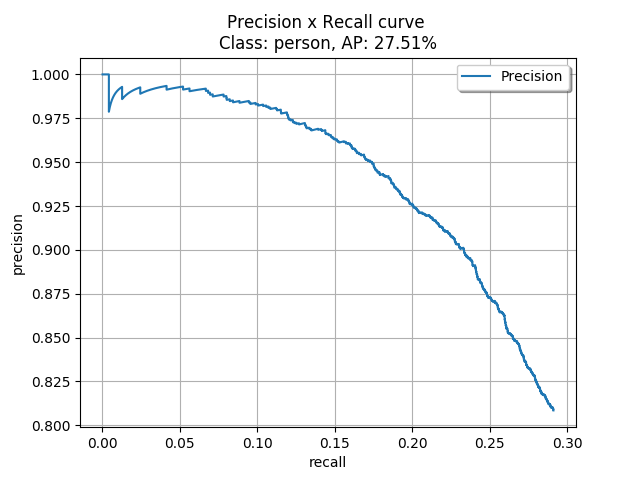 Precision x Recall curve
Class: person, AP: 27.51%
Precision
1.000
0.975
0.950
0.925
0.900
0.875
0.850
0.825
0.800
precision
0.00 0.05 0.10 0.15 0.20 0.25 0.30
recall